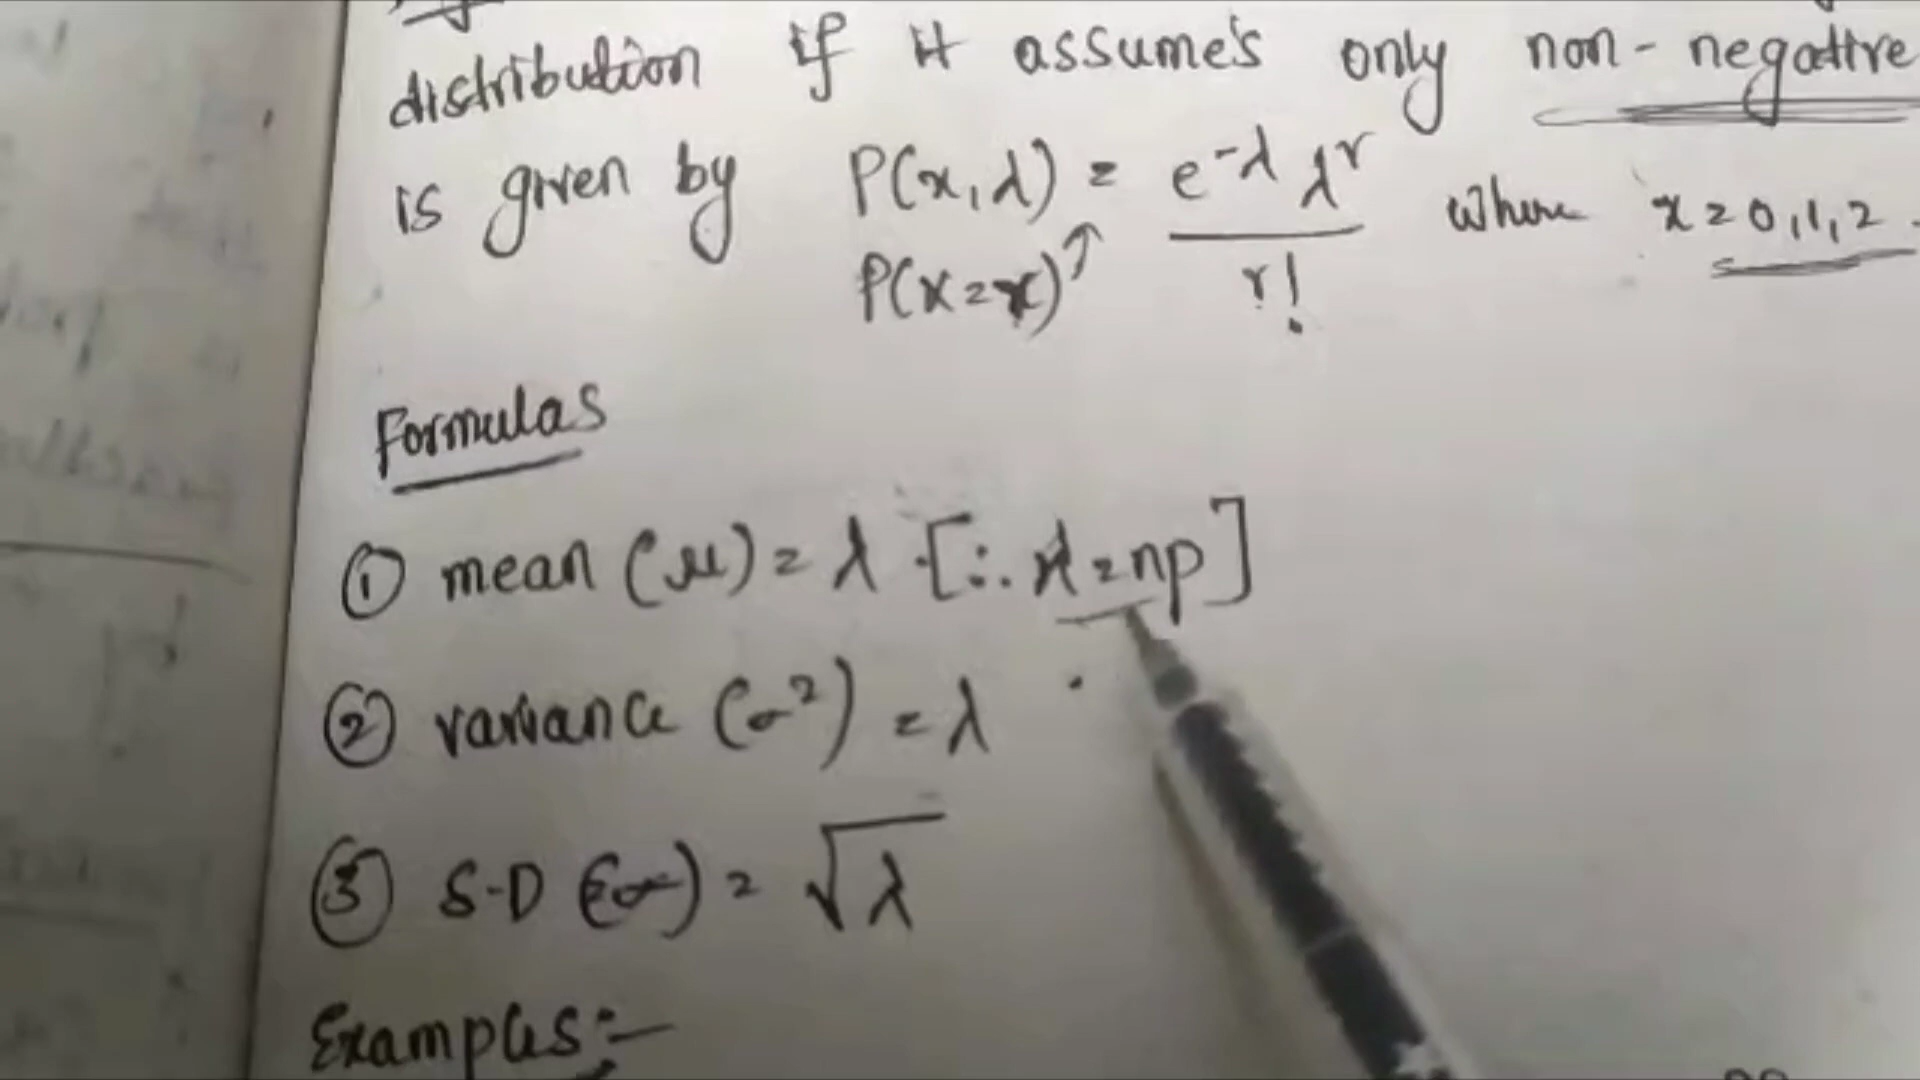 distribution if it assume's only non-negative
is given by P(x,λ) = e^-λ λ^r / r! where x = 0,1,2
P(X=x)
Formulas
① mean (μ) = λ [∴ λ=np]
② variance (σ²) = λ
③ S-D (σ) = √λ
Examples:-